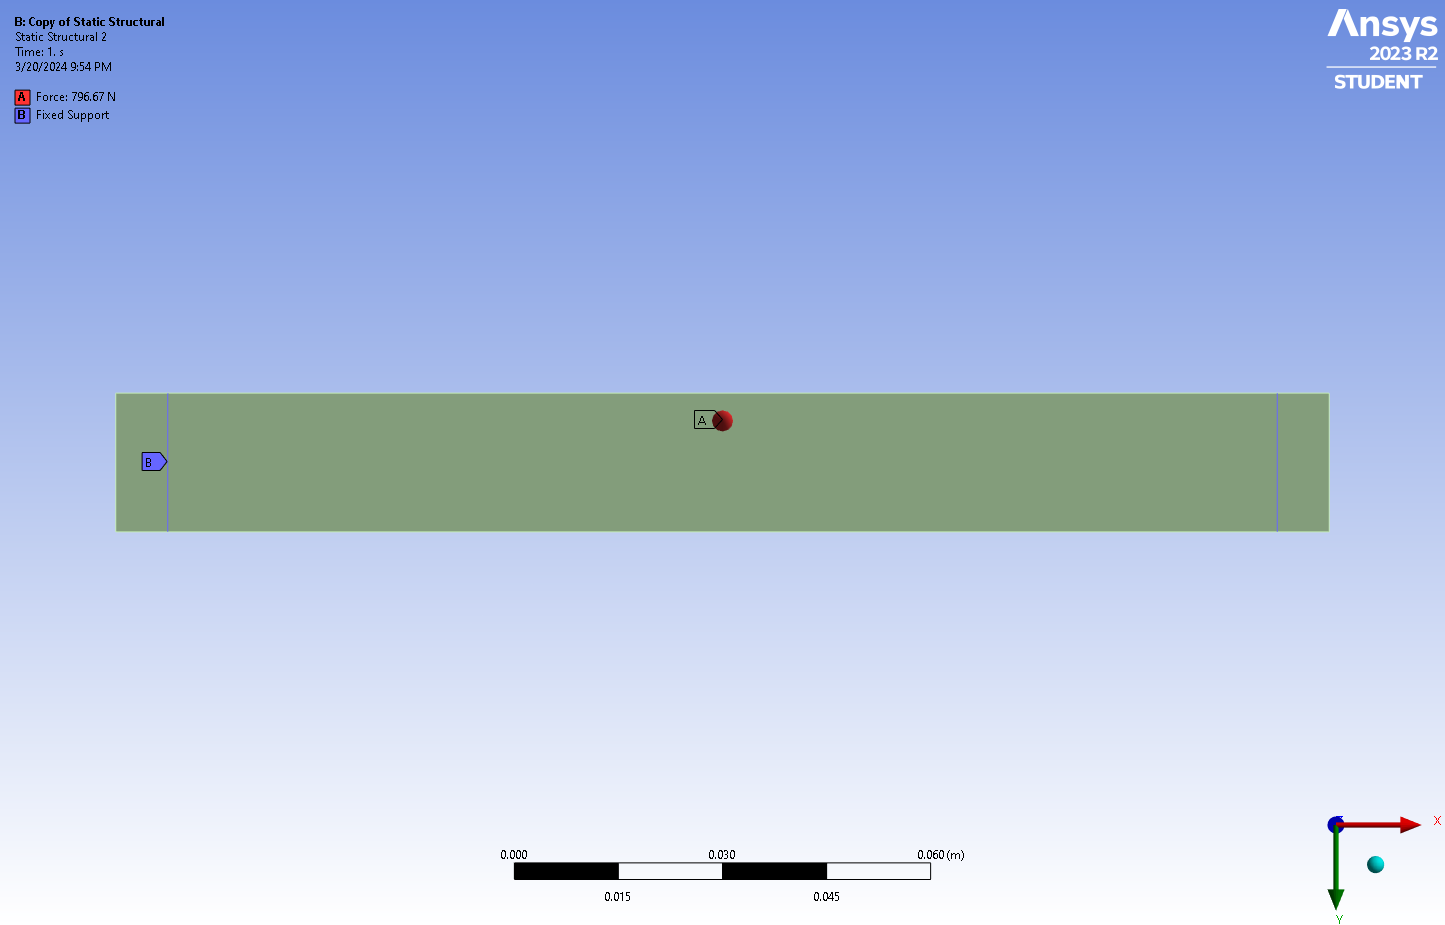 B: Copy of Static Structural
Static Structural 2
Time: 1. s
3/20/2024 9:54 PM
A Force: 796.67 N
B Fixed Support
Ansys
2023 R2
STUDENT
A
B
0.000 0.030 0.060 (m)
0.015 0.045
X
Y